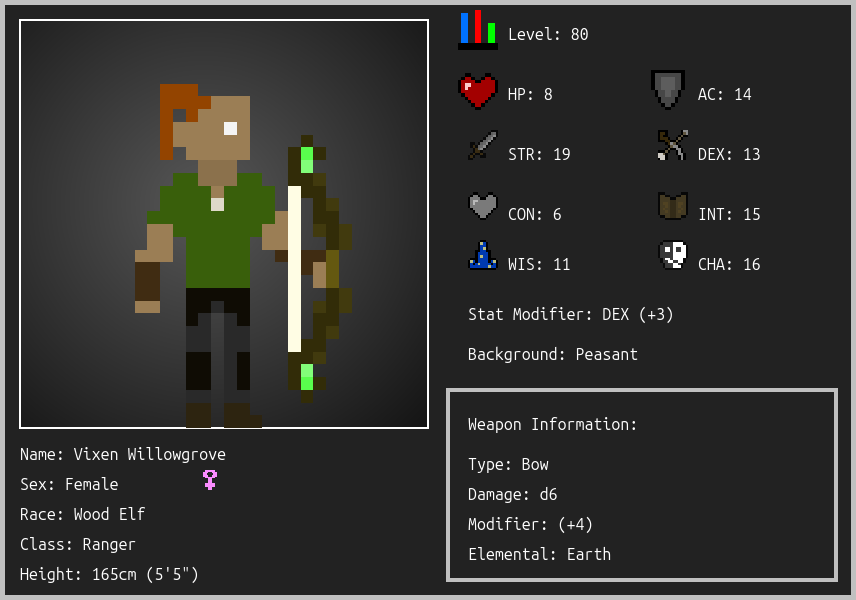 Level: 80
HP: 8 AC: 14
STR: 19 DEX: 13
CON: 6 INT: 15
WIS: 11 CHA: 16
Stat Modifier: DEX (+3)
Background: Peasant
Weapon Information:
Type: Bow
Damage: d6
Modifier: (+4)
Elemental: Earth
Name: Vixen Willowgrove
Sex: Female
Race: Wood Elf
Class: Ranger
Height: 165cm (5'5")